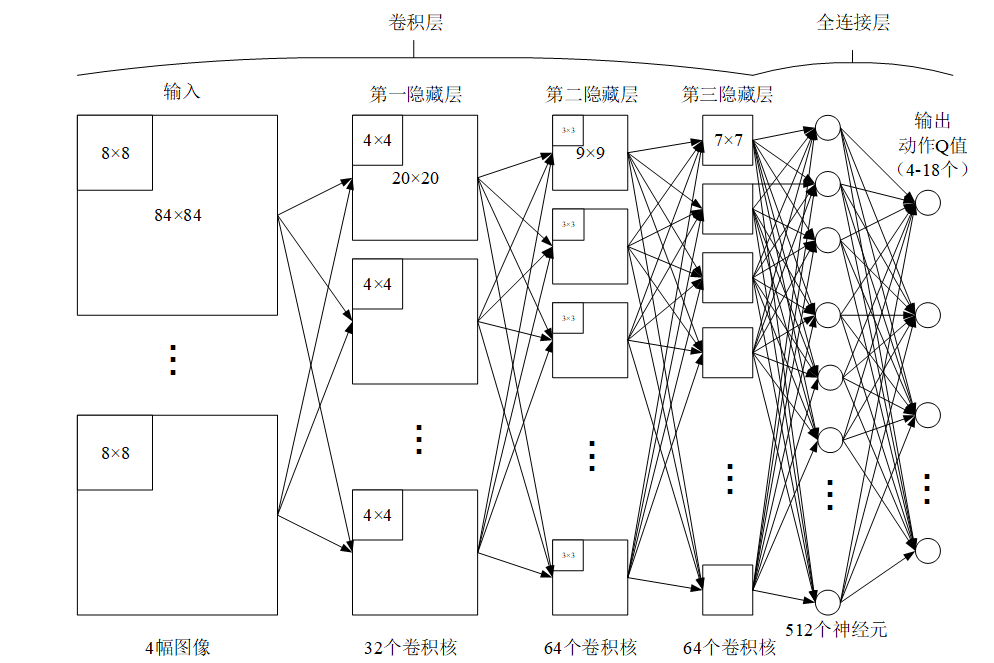 卷积层
全连接层
输入
第一隐藏层
第二隐藏层
第三隐藏层
输出
动作Q值
（4-18个）
8×8
84×84
8×8
4×4
20×20
4×4
4×4
3×3
9×9
3×3
3×3
3×3
7×7
4幅图像
32个卷积核
64个卷积核
64个卷积核
512个神经元